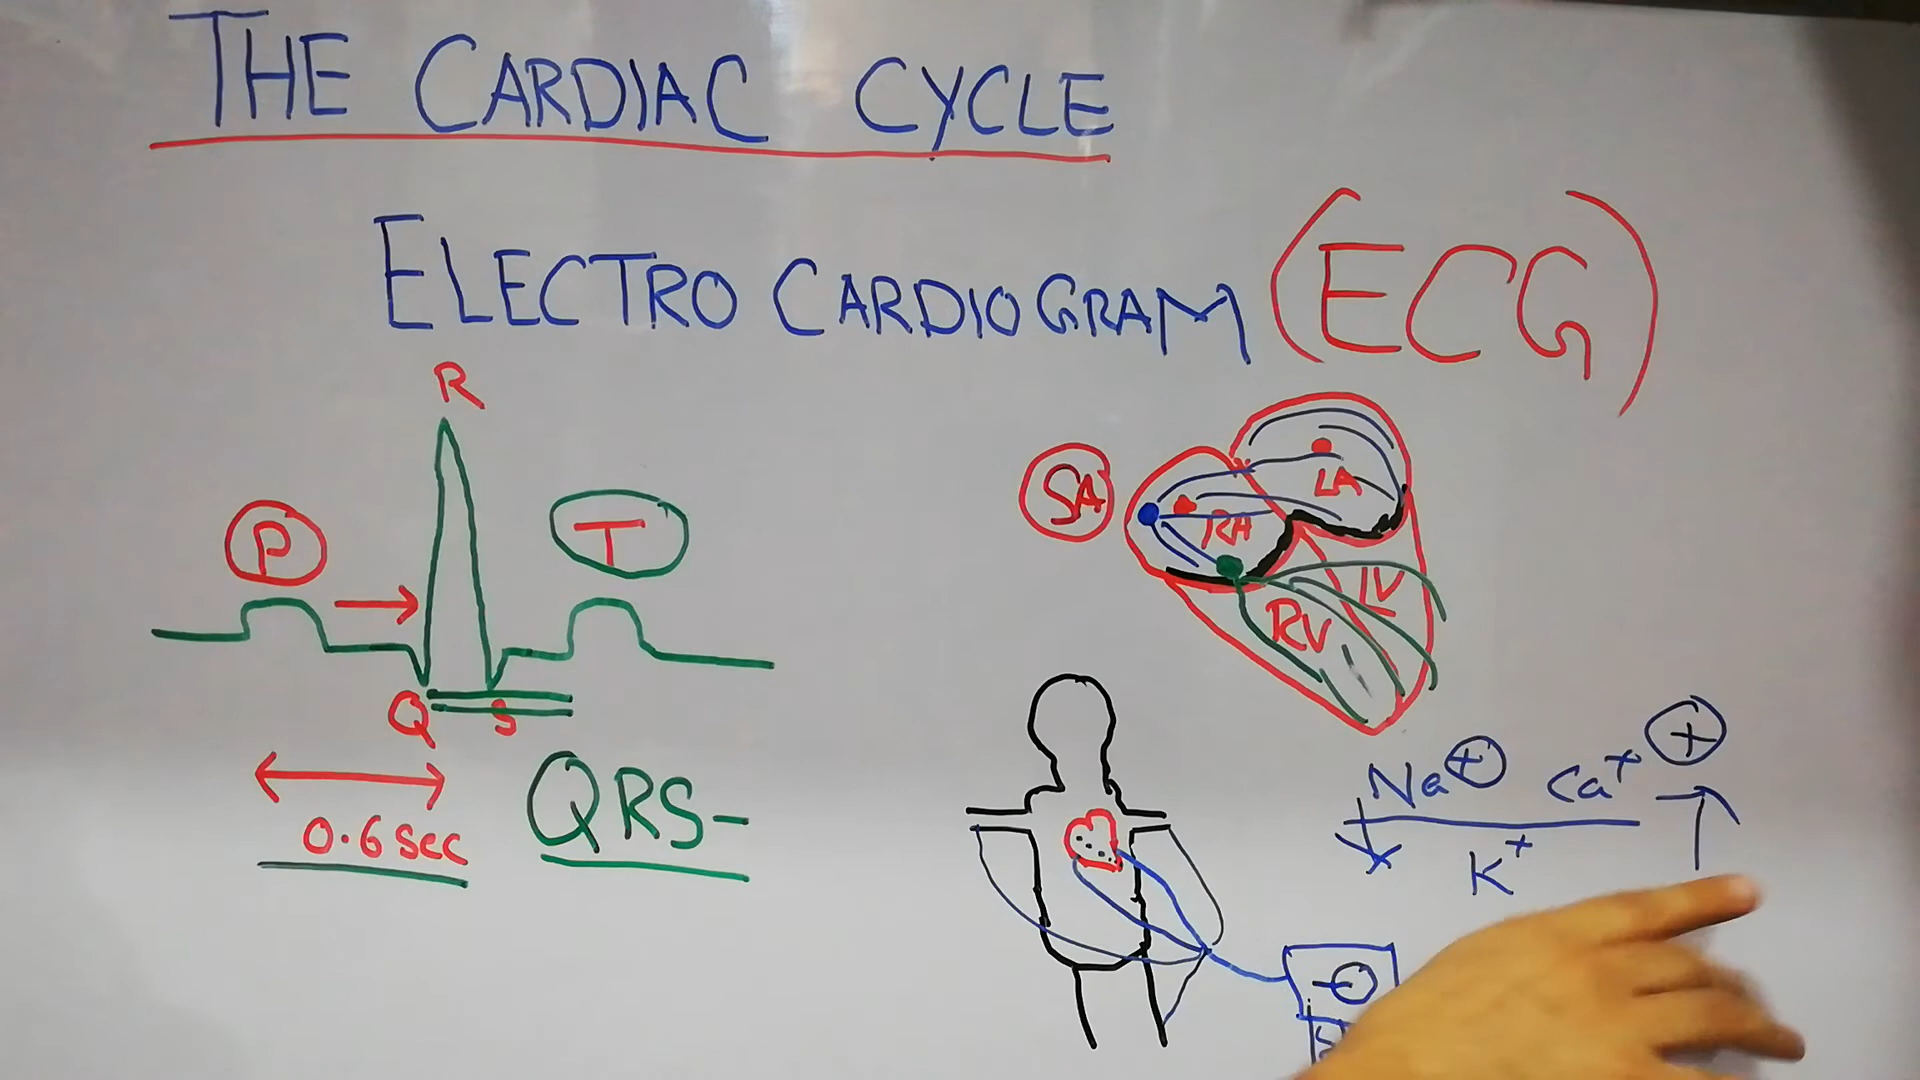 THE CARDIAC CYCLE
ELECTRO CARDIOGRAM (ECG)
R
P
T
Q S
0.6 sec
QRS-
SA
LA
RA
LV
RV
Na+ Ca+ +
K+